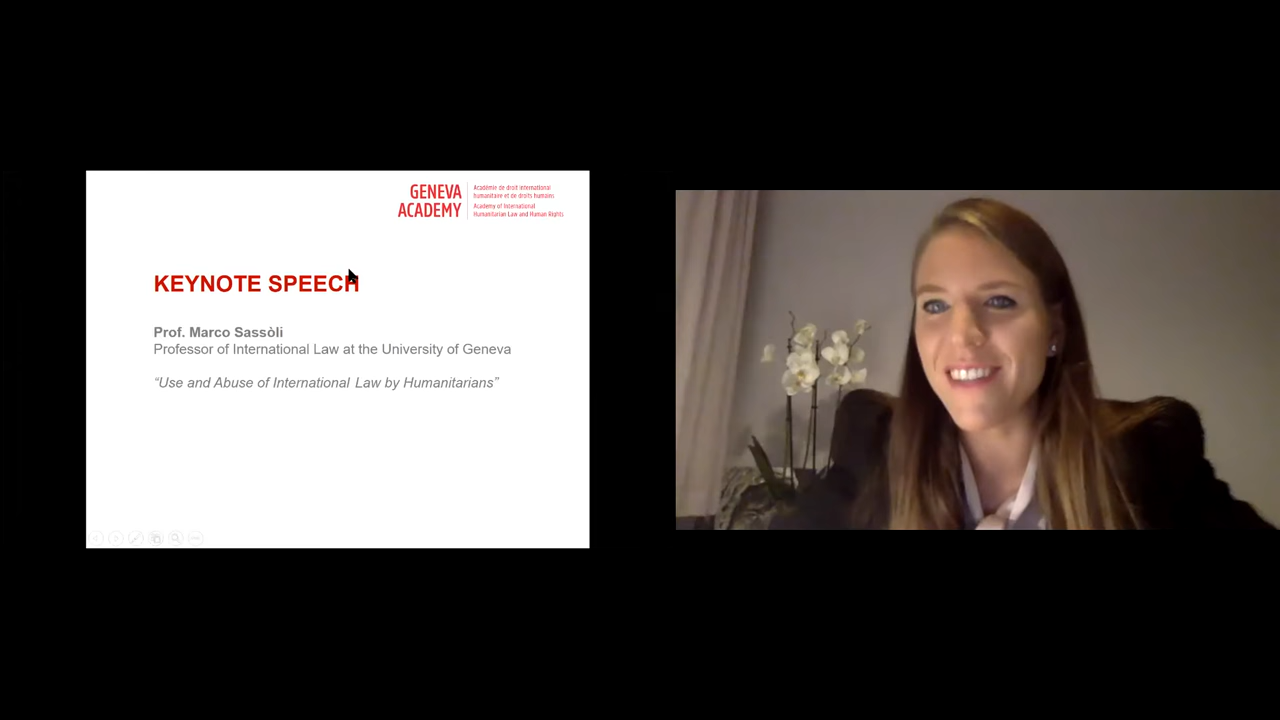 GENEVA
ACADEMY
Académie de droit international
humanitaire et de droits humains
Academy of International
Humanitarian Law and Human Rights
KEYNOTE SPEECH
Prof. Marco Sassòli
Professor of International Law at the University of Geneva
“Use and Abuse of International Law by Humanitarians”